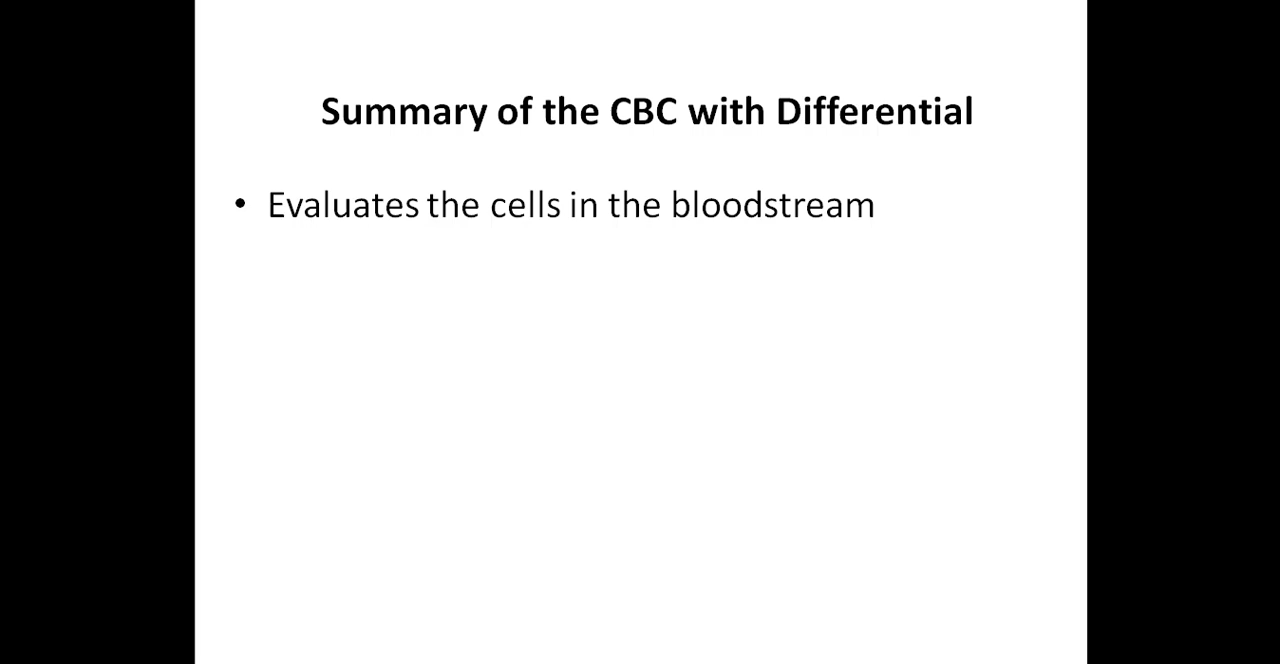 Summary of the CBC with Differential
• Evaluates the cells in the bloodstream